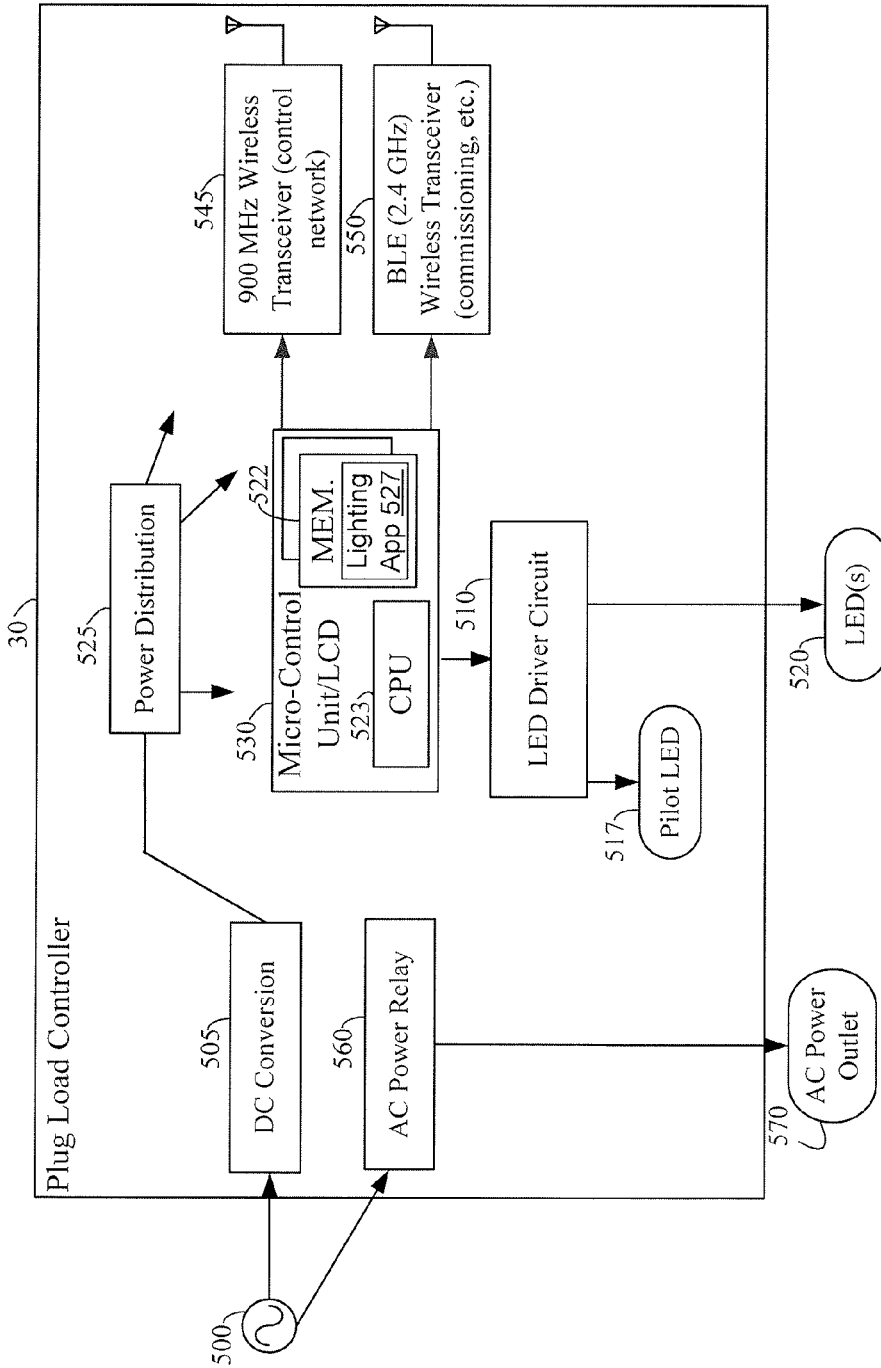 30
Plug Load Controller
500
505
DC Conversion
560
AC Power Relay
570
AC Power
Outlet
525
Power Distribution
530
Micro-Control
Unit/LCD
523
CPU
522
MEM.
Lighting
App 527
510
LED Driver Circuit
517
Pilot LED
520
LED(s)
545
900 MHz Wireless
Transceiver (control
network)
550
BLE (2.4 GHz)
Wireless Transceiver
(commissioning, etc.)